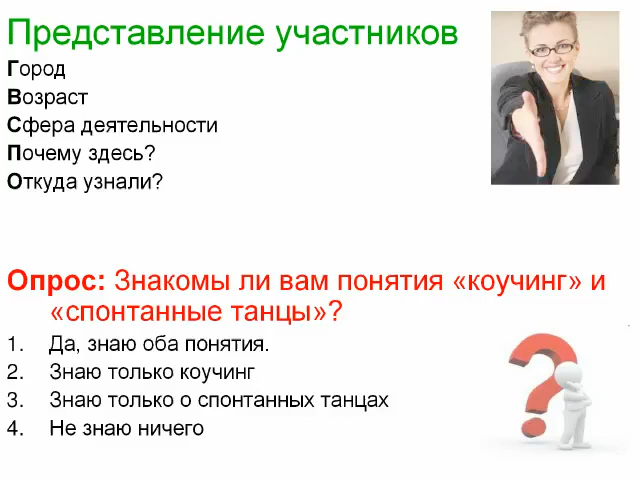 Представление участников
Город
Возраст
Сфера деятельности
Почему здесь?
Откуда узнали?
Опрос: Знакомы ли вам понятия «коучинг» и
«спонтанные танцы»?
1. Да, знаю оба понятия.
2. Знаю только коучинг
3. Знаю только о спонтанных танцах
4. Не знаю ничего